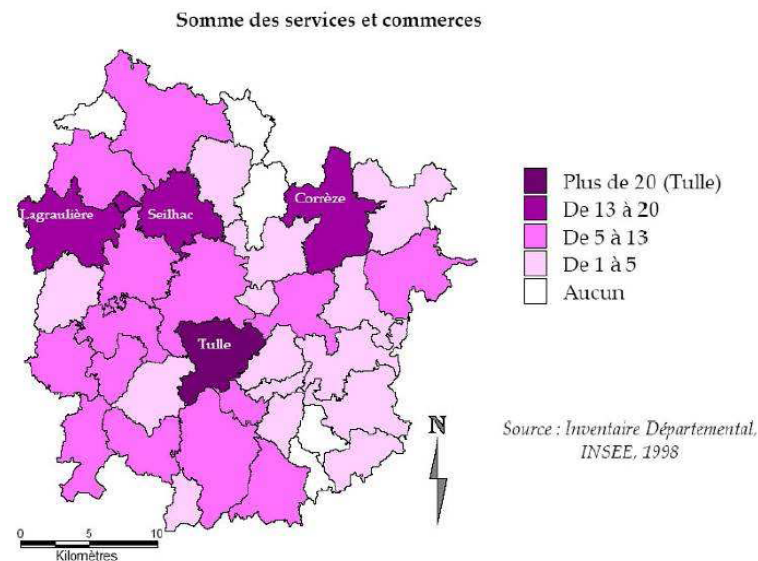 Somme des services et commerces
Lagraulière
Seilhac
Corrèze
Tulle
Plus de 20 (Tulle)
De 13 à 20
De 5 à 13
De 1 à 5
Aucun
N
Source : Inventaire Départemental,
INSEE, 1998
0 5 10
Kilomètres